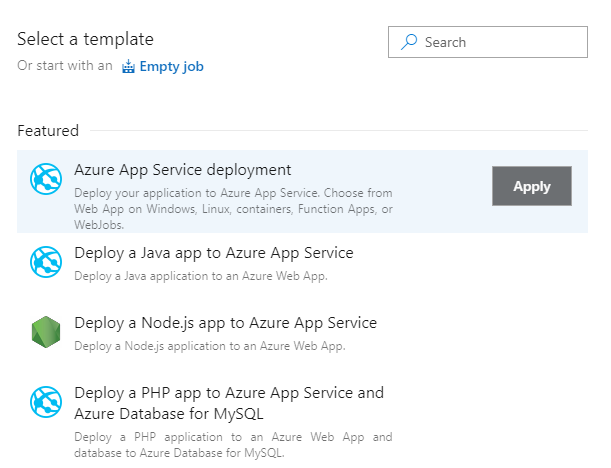 Select a template
Search
Or start with an Empty job
Featured
Azure App Service deployment
Deploy your application to Azure App Service. Choose from
Web App on Windows, Linux, containers, Function Apps, or
WebJobs.
Apply
Deploy a Java app to Azure App Service
Deploy a Java application to an Azure Web App.
Deploy a Node.js app to Azure App Service
Deploy a Node.js application to an Azure Web App.
Deploy a PHP app to Azure App Service and
Azure Database for MySQL
Deploy a PHP application to an Azure Web App and
database to Azure Database for MySQL.